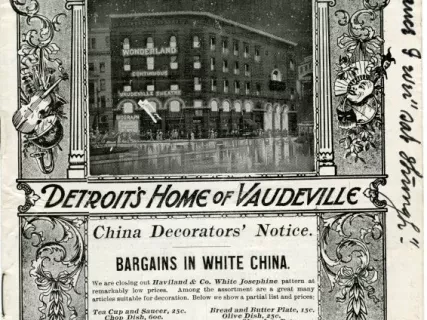 WONDERLAND
CONTINUOUS
VAUDEVILLE THEATRE
DETROIT'S HOME OF VAUDEVILLE
China Decorators' Notice.
BARGAINS IN WHITE CHINA.
We are closing out Haviland & Co. White Josephine pattern at
remarkably low prices. Among the assortment are a great many
articles suitable for decoration. Below we show a partial list and prices:
Tea Cup and Saucer, 25c.
Bread and Butter Plate, 15c.
Chop Dish, 60c.
Olive Dish, 25c.